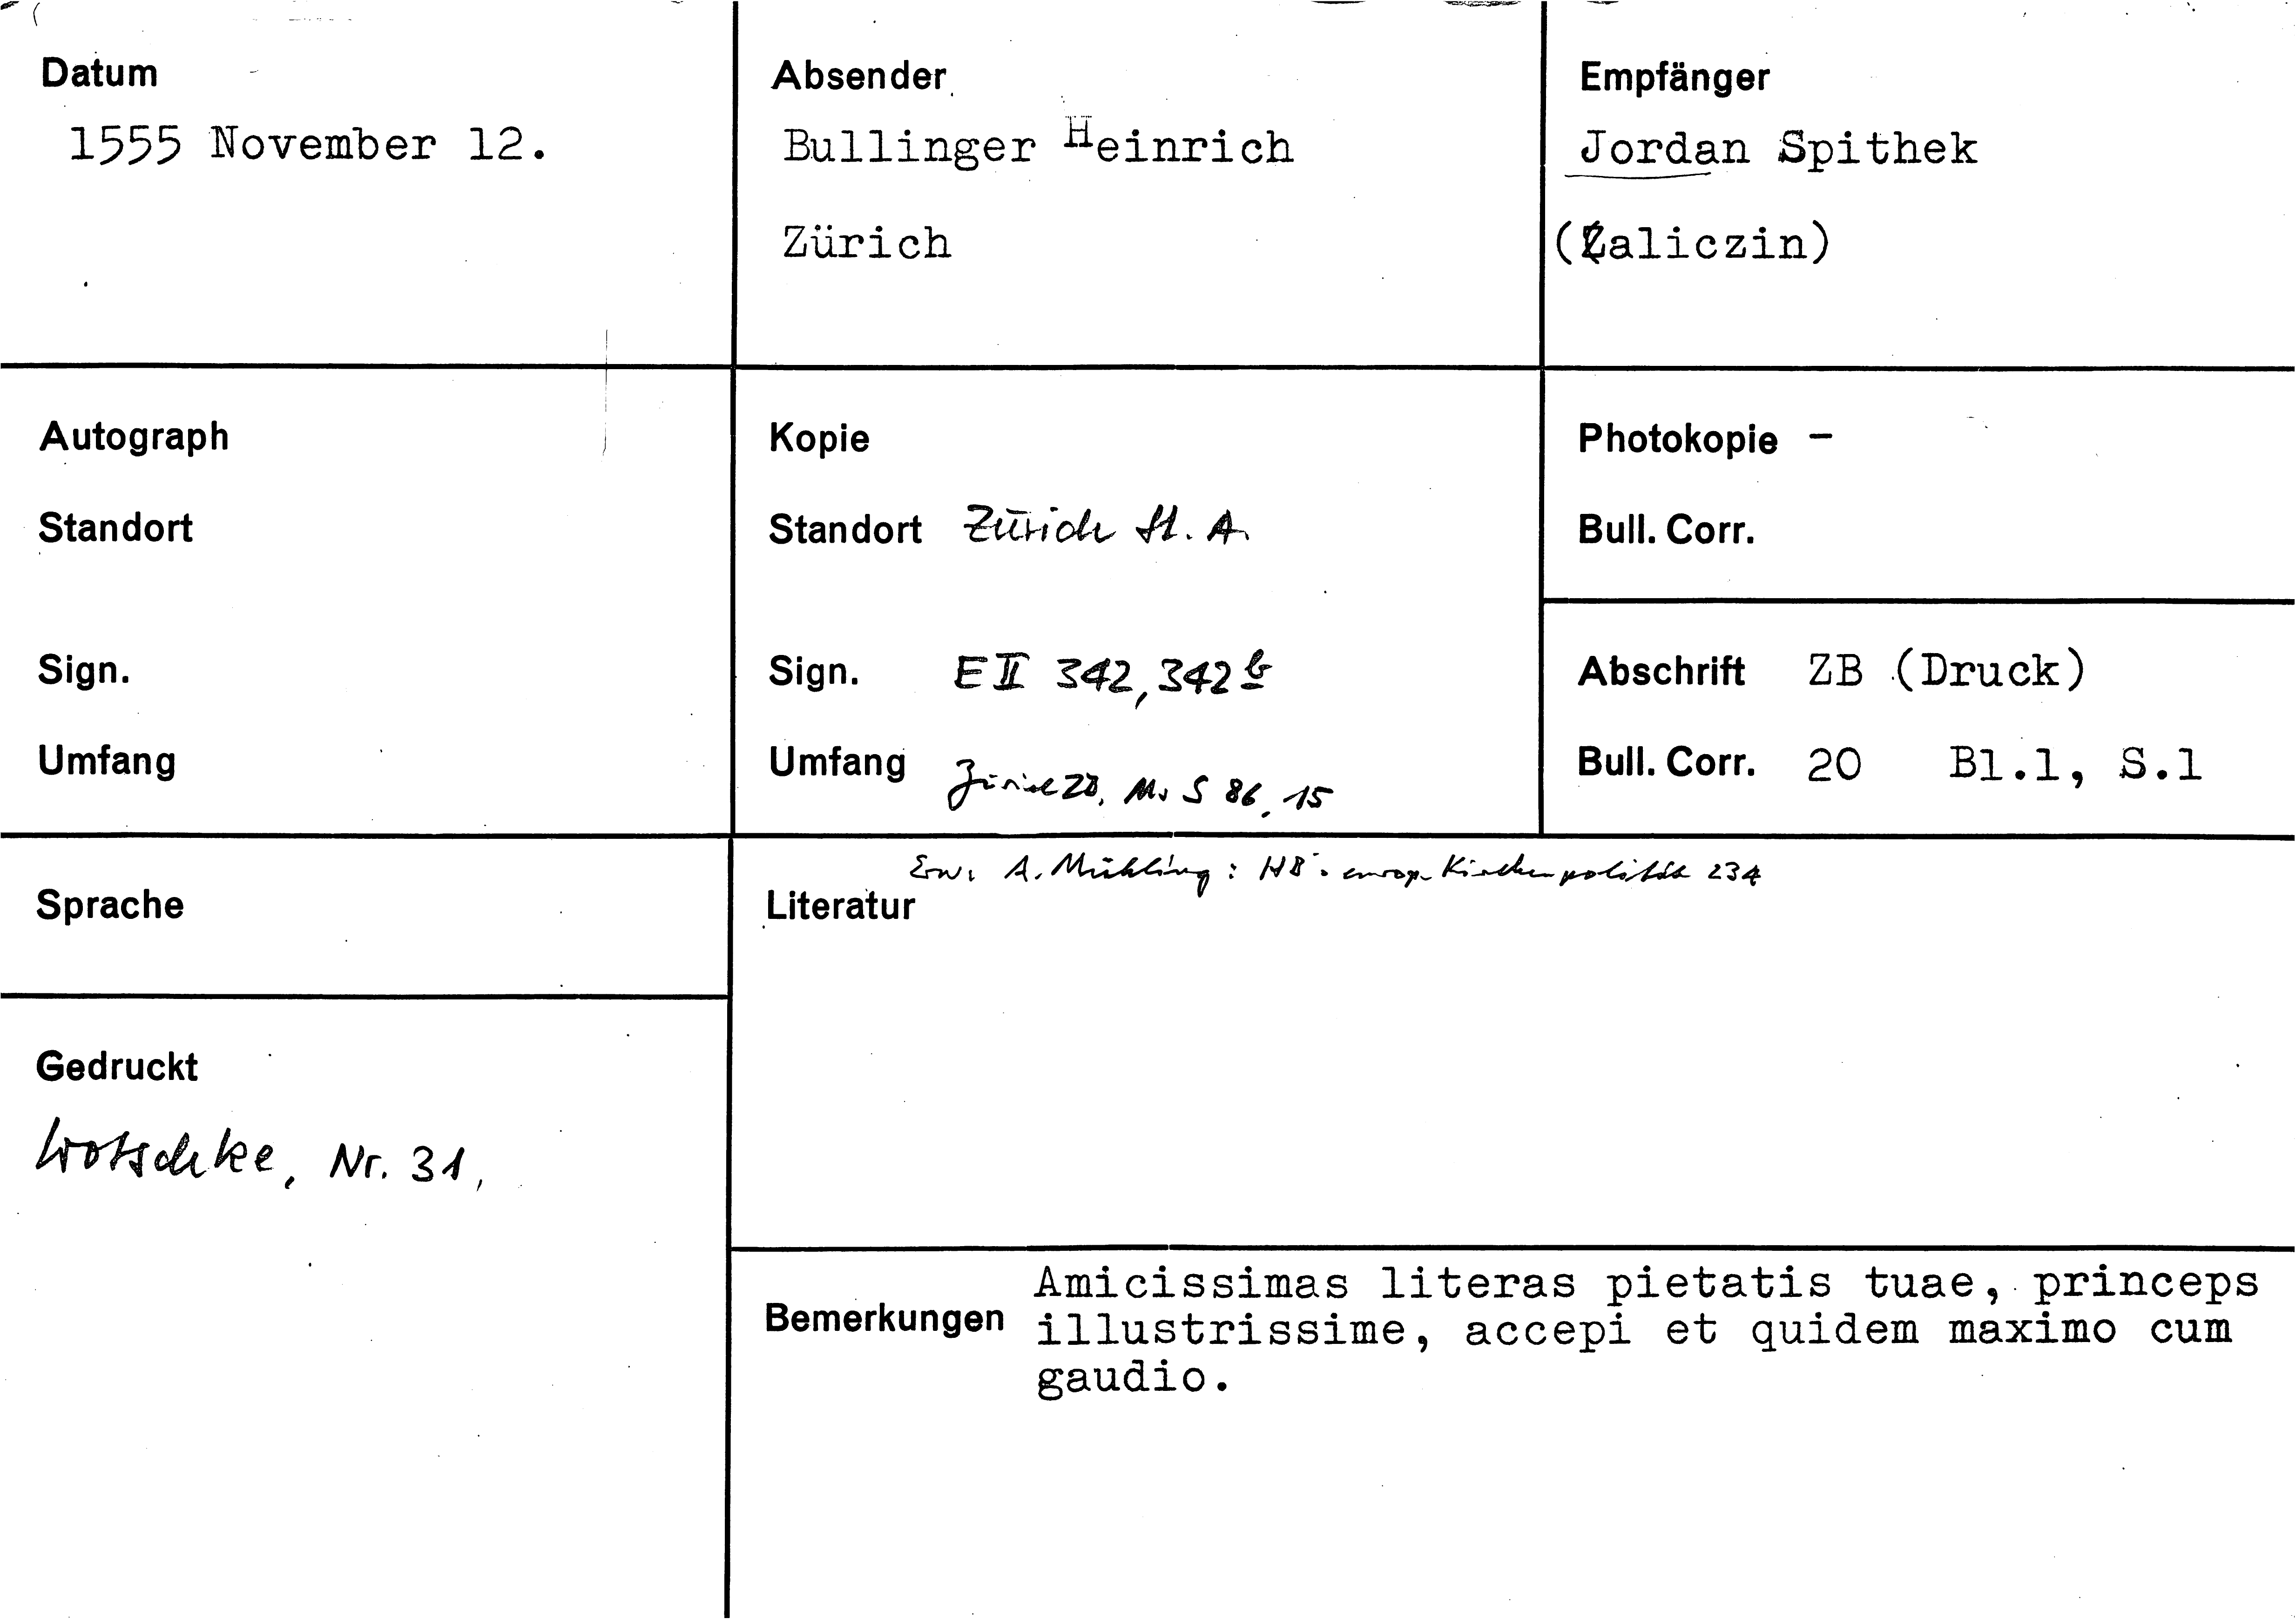 Datum
1555 November 12.
Absender
Bullinger Heinrich
Zürich
Empfänger
Jordan Spithek
(Zaliczin)
Autograph
Standort
Sign.
Umfang
Kopie
Standort Zürich St. A.
Sign. E II 342, 342 b
Umfang Zürich ZB, Ms S 86, 15
Photokopie -
Bull. Corr.
Abschrift ZB (Druck)
Bull. Corr. 20 Bl.1, S.1
Sprache
Gedruckt
Wotschke, Nr. 31,
Erw: A. Mühling: HB's europ. Kirchenpolitik 234
Literatur
Bemerkungen
Amicissimas literas pietatis tuae, princeps
illustrissime, accepi et quidem maximo cum
gaudio.